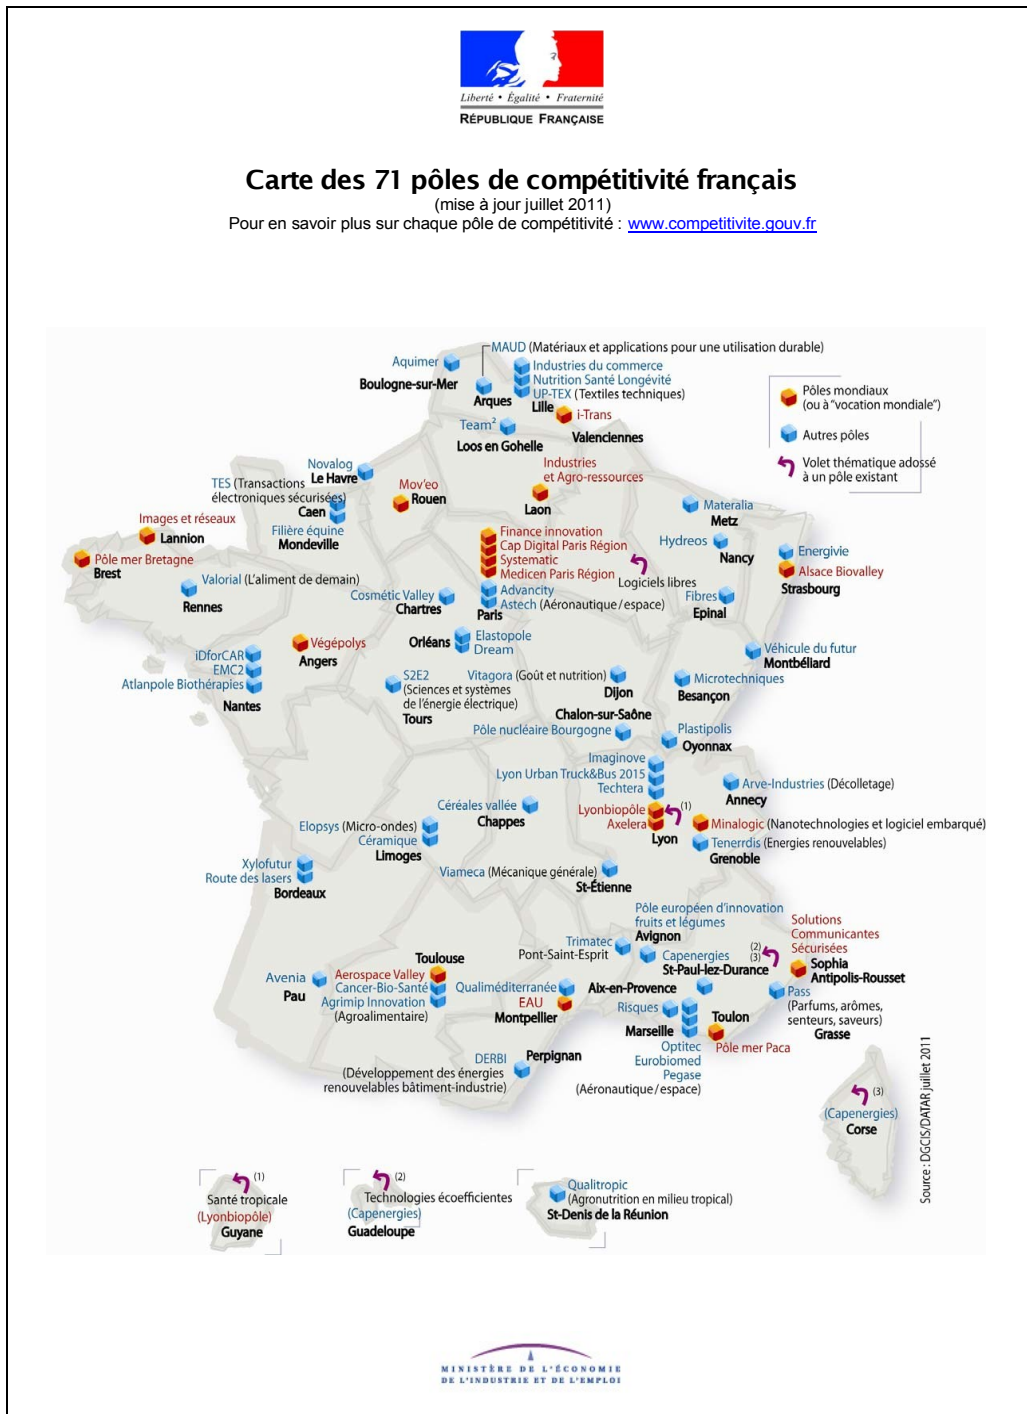 Liberté • Égalité • Fraternité
RÉPUBLIQUE FRANÇAISE
Carte des 71 pôles de compétitivité français
(mise à jour juillet 2011)
Pour en savoir plus sur chaque pôle de compétitivité : www.competitivite.gouv.fr
MAUD (Matériaux et applications pour une utilisation durable)
Aquimer
Boulogne-sur-Mer
Arques
Industries du commerce
Nutrition Santé Longévité
UP-TEX (Textiles techniques)
Lille
i-Trans
Valenciennes
Team²
Loos en Gohelle
Pôles mondiaux
(ou à "vocation mondiale")
Autres pôles
Volet thématique adossé
à un pôle existant
Novalog
Le Havre
TES (Transactions
électroniques sécurisées)
Caen
Filière équine
Mondeville
Mov'eo
Rouen
Industries
et Agro-ressources
Laon
Materalia
Metz
Hydreos
Nancy
Energivie
Alsace Biovalley
Strasbourg
Fibres
Epinal
Images et réseaux
Lannion
Pôle mer Bretagne
Brest
Valorial (L'aliment de demain)
Rennes
Finance innovation
Cap Digital Paris Région
Systematic
Medicen Paris Région
Advancity
Astech (Aéronautique/espace)
Paris
Logiciels libres
Cosmétic Valley
Chartres
Orléans
Elastopole
Dream
Végépolys
Angers
iDforCAR
EMC2
Atlanpole Biothérapies
Nantes
S2E2
(Sciences et systèmes
de l'énergie électrique)
Tours
Vitagora (Goût et nutrition)
Dijon
Véhicule du futur
Montbéliard
Microtechniques
Besançon
Chalon-sur-Saône
Pôle nucléaire Bourgogne
Plastipolis
Oyonnax
Imaginove
Lyon Urban Truck&Bus 2015
Techtera
Lyonbiopôle
(1)
Axelera
Lyon
Arve-Industries (Décolletage)
Annecy
Minalogic (Nanotechnologies et logiciel embarqué)
Tenerrdis (Energies renouvelables)
Grenoble
Céréales vallée
Chappes
Elopsys (Micro-ondes)
Céramique
Limoges
Xylofutur
Route des lasers
Bordeaux
Viameca (Mécanique générale)
St-Étienne
Pôle européen d'innovation
fruits et légumes
Avignon
Trimatec
Pont-Saint-Esprit
Capenergies
St-Paul-lez-Durance
(2)
(3)
Solutions
Communicantes
Sécurisées
Sophia
Antipolis-Rousset
Toulouse
Aerospace Valley
Cancer-Bio-Santé
Agrimip Innovation
(Agroalimentaire)
Avenia
Pau
Qualiméditerranée
EAU
Montpellier
Aix-en-Provence
Risques
Marseille
Optitec
Eurobiomed
Pegase
(Aéronautique/espace)
Toulon
Pôle mer Paca
Pass
(Parfums, arômes,
senteurs, saveurs)
Grasse
DERBI
(Développement des énergies
renouvelables bâtiment-industrie)
Perpignan
(3)
(Capenergies)
Corse
Source : DGCIS/DATAR juillet 2011
(1)
Santé tropicale
(Lyonbiopôle)
Guyane
(2)
Technologies écoefficientes
(Capenergies)
Guadeloupe
Qualitropic
(Agronutrition en milieu tropical)
St-Denis de la Réunion
MINISTÈRE DE L'ÉCONOMIE
DE L'INDUSTRIE ET DE L'EMPLOI